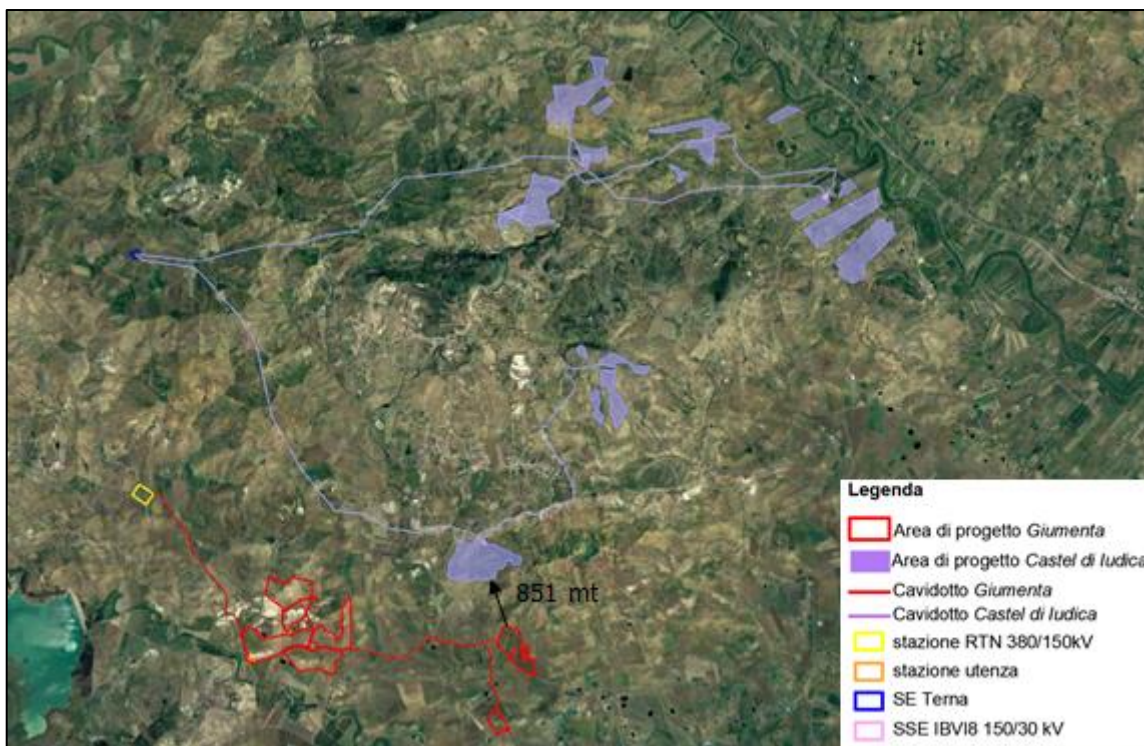 851 mt
Legenda
Area di progetto Giumenta
Area di progetto Castel di Iudica
Cavidotto Giumenta
Cavidotto Castel di Iudica
stazione RTN 380/150kV
stazione utenza
SE Terna
SSE IBVI8 150/30 kV